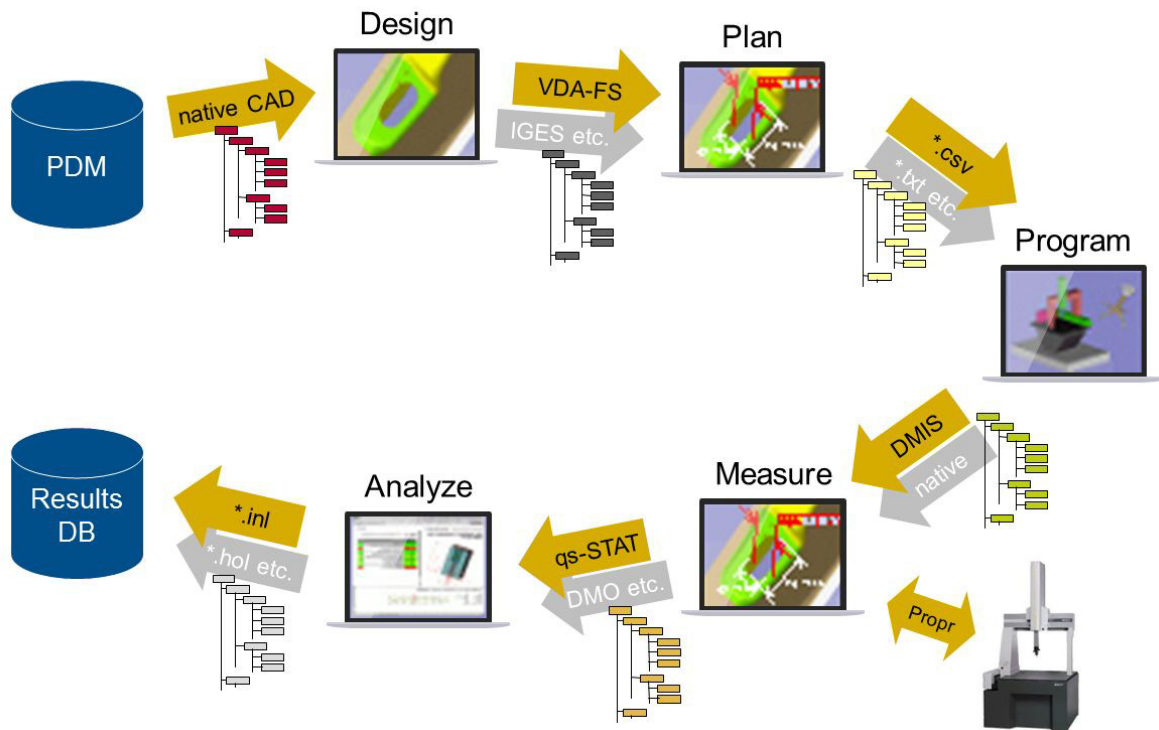 Design
Plan
native CAD
VDA-FS
IGES etc.
PDM
*.csv
*.txt etc.
Program
DMIS
native
Measure
Analyze
Results
DB
*.inl
*.hol etc.
qs-STAT
DMO etc.
Propr